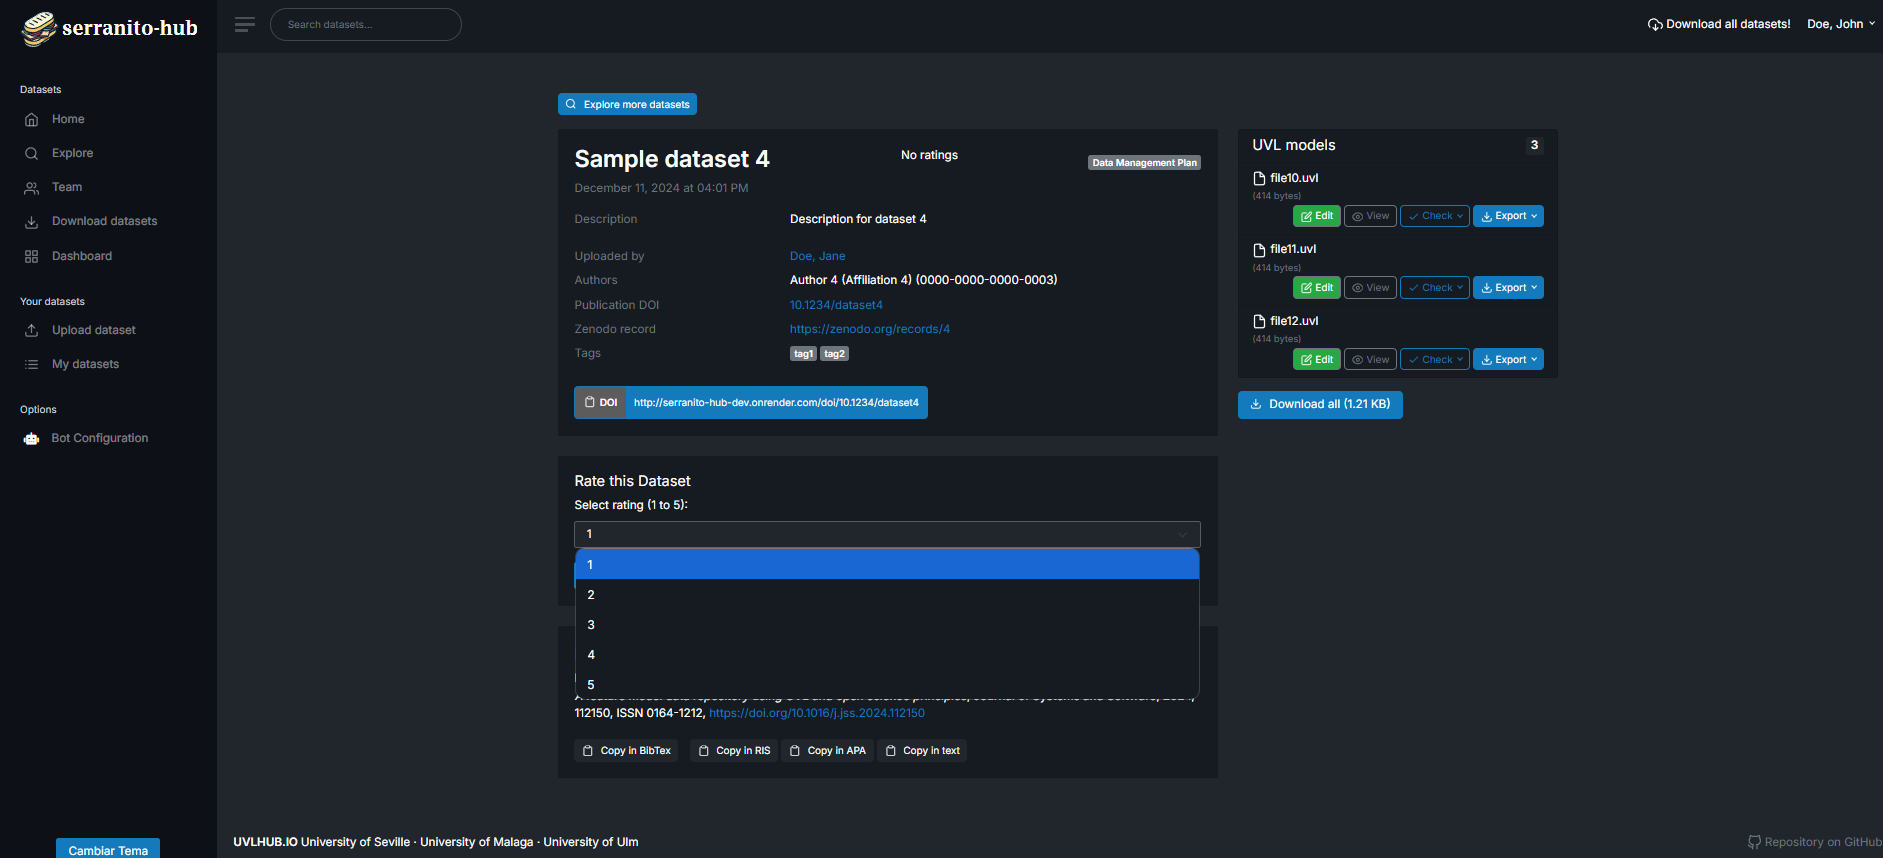 serranito-hub
Search datasets...
Download all datasets!
Doe, John
Datasets
Home
Explore
Team
Download datasets
Dashboard
Your datasets
Upload dataset
My datasets
Options
Bot Configuration
Cambiar Tema
Explore more datasets
Sample dataset 4
No ratings
Data Management Plan
December 11, 2024 at 04:01 PM
Description
Description for dataset 4
Uploaded by
Doe, Jane
Authors
Author 4 (Affiliation 4) (0000-0000-0000-0003)
Publication DOI
10.1234/dataset4
Zenodo record
https://zenodo.org/records/4
Tags
tag1 tag2
DOI http://serranito-hub-dev.onrender.com/doi/10.1234/dataset4
Rate this Dataset
Select rating (1 to 5):
1
1
2
3
4
5
112150, ISSN 0164-1212, https://doi.org/10.1016/j.jss.2024.112150
Copy in BibTex Copy in RIS Copy in APA Copy in text
UVL models
3
file10.uvl
(414 bytes)
Edit View Check Export
file11.uvl
(414 bytes)
Edit View Check Export
file12.uvl
(414 bytes)
Edit View Check Export
Download all (1.21 KB)
UVLHUB.IO University of Seville · University of Malaga · University of Ulm
Repository on GitHub